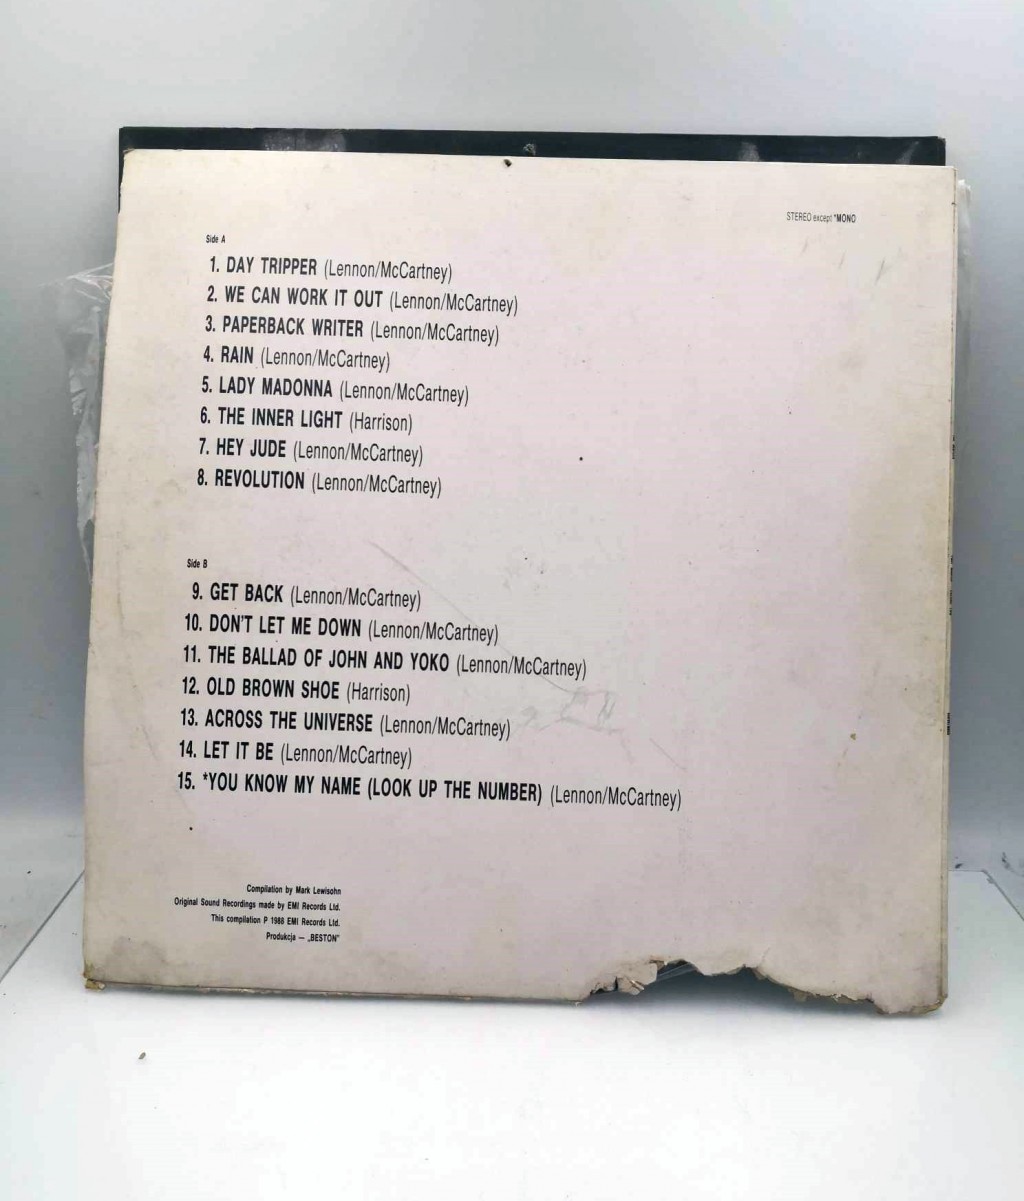 STEREO except *MONO
Side A
1. DAY TRIPPER (Lennon/McCartney)
2. WE CAN WORK IT OUT (Lennon/McCartney)
3. PAPERBACK WRITER (Lennon/McCartney)
4. RAIN (Lennon/McCartney)
5. LADY MADONNA (Lennon/McCartney)
6. THE INNER LIGHT (Harrison)
7. HEY JUDE (Lennon/McCartney)
8. REVOLUTION (Lennon/McCartney)
Side B
9. GET BACK (Lennon/McCartney)
10. DON'T LET ME DOWN (Lennon/McCartney)
11. THE BALLAD OF JOHN AND YOKO (Lennon/McCartney)
12. OLD BROWN SHOE (Harrison)
13. ACROSS THE UNIVERSE (Lennon/McCartney)
14. LET IT BE (Lennon/McCartney)
15. *YOU KNOW MY NAME (LOOK UP THE NUMBER) (Lennon/McCartney)
Compilation by Mark Lewisohn
Original Sound Recordings made by EMI Records Ltd.
This compilation P 1988 EMI Records Ltd.
Produkcja — „BESTON"